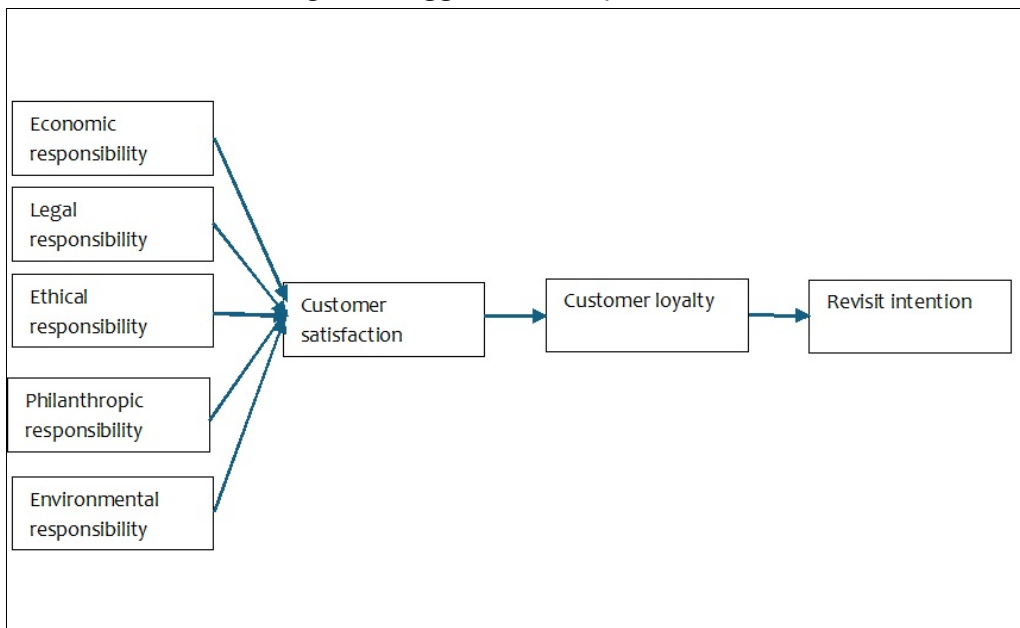 Economic
responsibility
Legal
responsibility
Ethical
responsibility
Philanthropic
responsibility
Environmental
responsibility
Customer
satisfaction
Customer loyalty
Revisit intention